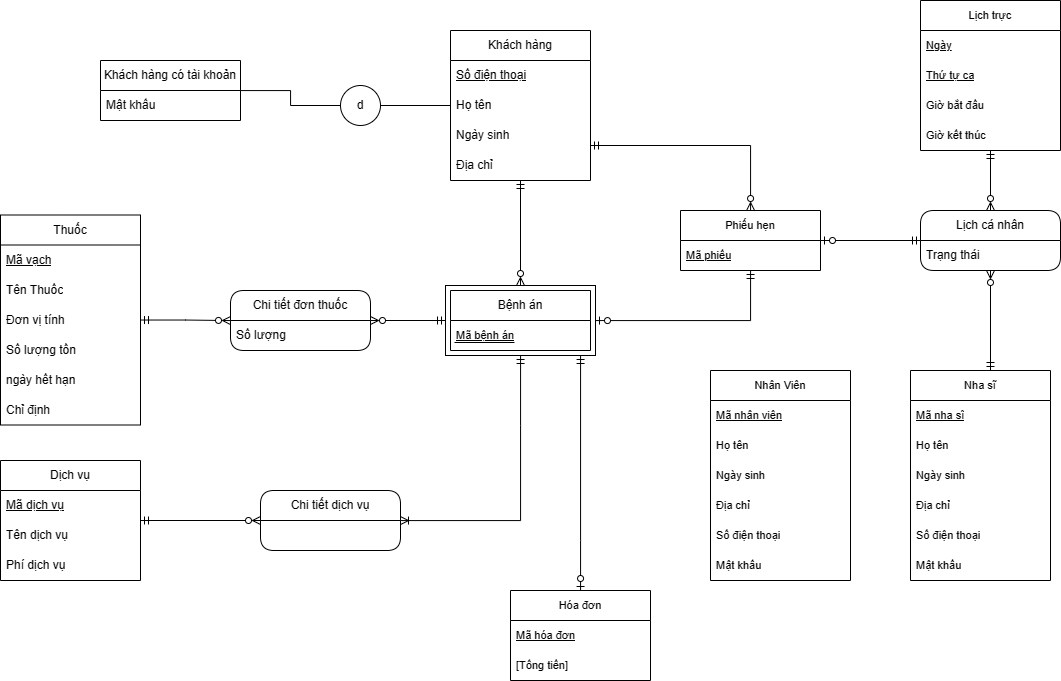 Lịch trực
Ngày
Thứ tự ca
Giờ bắt đầu
Giờ kết thúc
Khách hàng
Số điện thoại
Họ tên
Ngày sinh
Địa chỉ
Khách hàng có tài khoản
Mật khẩu
d
Thuốc
Mã vạch
Tên Thuốc
Đơn vị tính
Số lượng tồn
ngày hết hạn
Chỉ định
Phiếu hẹn
Mã phiếu
Lịch cá nhân
Trạng thái
Chi tiết đơn thuốc
Số lượng
Bệnh án
Mã bệnh án
Nhân Viên
Mã nhân viên
Họ tên
Ngày sinh
Địa chỉ
Số điện thoại
Mật khẩu
Nha sĩ
Mã nha sĩ
Họ tên
Ngày sinh
Địa chỉ
Số điện thoại
Mật khẩu
Dịch vụ
Mã dịch vụ
Tên dịch vụ
Phí dịch vụ
Chi tiết dịch vụ
Hóa đơn
Mã hóa đơn
[Tổng tiền]